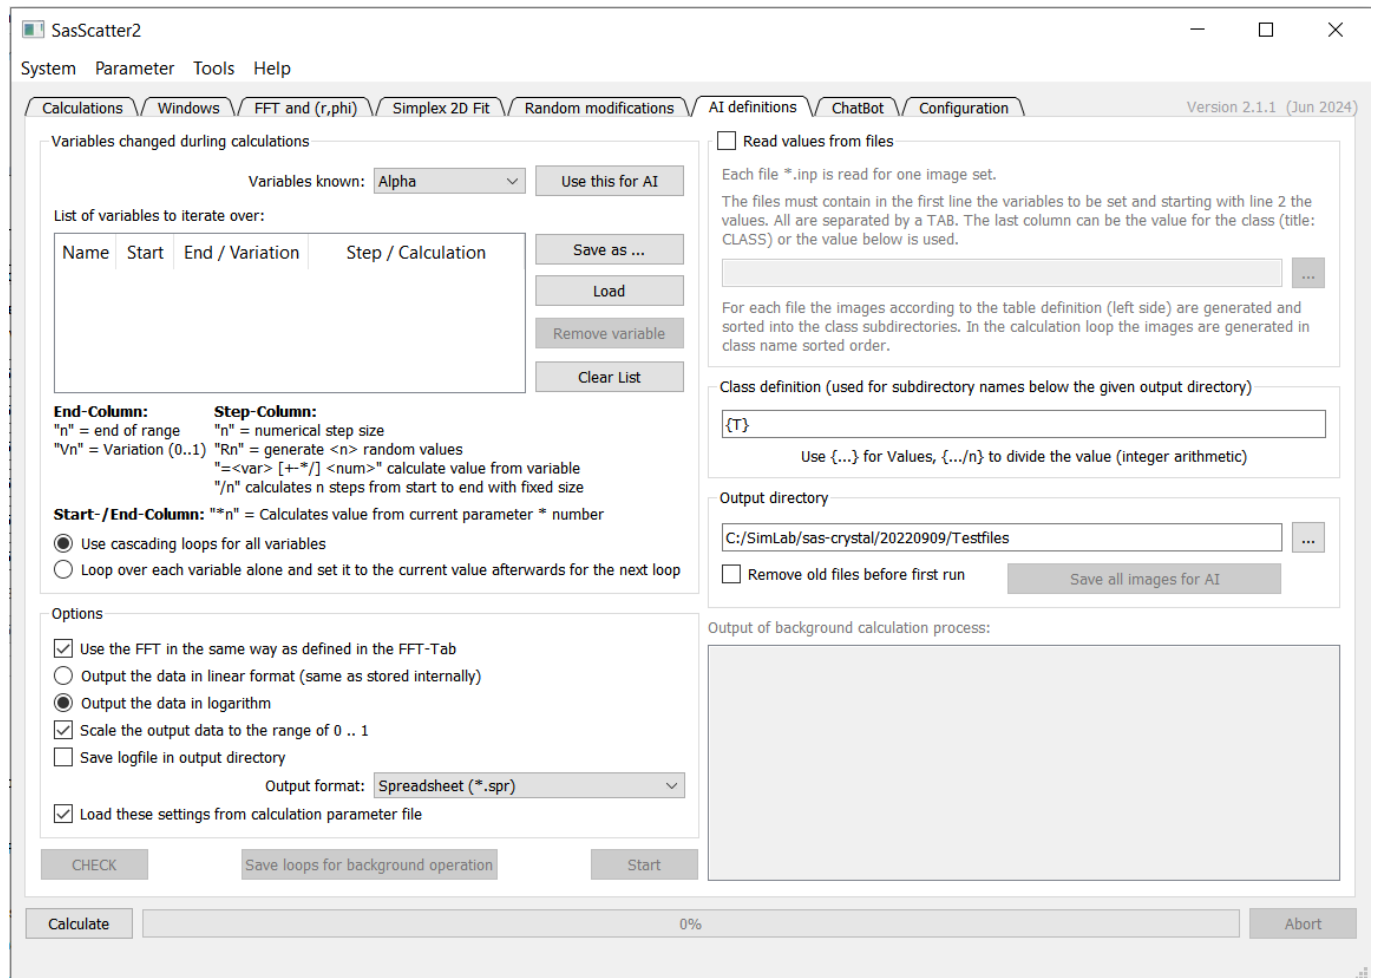 SasScatter2
System Parameter Tools Help
Calculations Windows FFT and (r,phi) Simplex 2D Fit Random modifications AI definitions ChatBot Configuration Version 2.1.1 (Jun 2024)
Variables changed durling calculations
Variables known: Alpha Use this for AI
List of variables to iterate over:
Name Start End / Variation Step / Calculation
Save as ...
Load
Remove variable
Clear List
End-Column: Step-Column:
"n" = end of range "n" = numerical step size
"Vn" = Variation (0..1) "Rn" = generate <n> random values
"=<var> [+-*/] <num>" calculate value from variable
"/n" calculates n steps from start to end with fixed size
Start-/End-Column: "*n" = Calculates value from current parameter * number
Use cascading loops for all variables
Loop over each variable alone and set it to the current value afterwards for the next loop
Options
Use the FFT in the same way as defined in the FFT-Tab
Output the data in linear format (same as stored internally)
Output the data in logarithm
Scale the output data to the range of 0 .. 1
Save logfile in output directory
Output format: Spreadsheet (*.spr)
Load these settings from calculation parameter file
CHECK Save loops for background operation Start
Read values from files
Each file *.inp is read for one image set.
The files must contain in the first line the variables to be set and starting with line 2 the
values. All are separated by a TAB. The last column can be the value for the class (title:
CLASS) or the value below is used.
...
For each file the images according to the table definition (left side) are generated and
sorted into the class subdirectories. In the calculation loop the images are generated in
class name sorted order.
Class definition (used for subdirectory names below the given output directory)
{T}
Use {...} for Values, {.../n} to divide the value (integer arithmetic)
Output directory
C:/SimLab/sas-crystal/20220909/Testfiles ...
Remove old files before first run Save all images for AI
Output of background calculation process:
Calculate 0% Abort